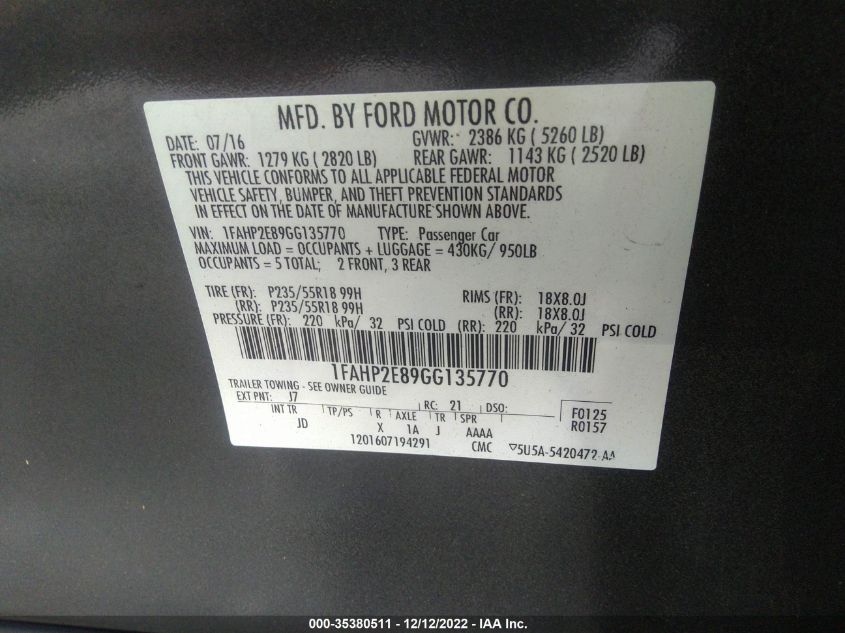 MFD. BY FORD MOTOR CO.
DATE: 07/16 GVWR: 2386 KG ( 5260 LB)
FRONT GAWR: 1279 KG ( 2820 LB) REAR GAWR: 1143 KG ( 2520 LB)
THIS VEHICLE CONFORMS TO ALL APPLICABLE FEDERAL MOTOR
VEHICLE SAFETY, BUMPER, AND THEFT PREVENTION STANDARDS
IN EFFECT ON THE DATE OF MANUFACTURE SHOWN ABOVE.
VIN: 1FAHP2E89GG135770 TYPE: Passenger Car
MAXIMUM LOAD = OCCUPANTS + LUGGAGE = 430KG/ 950LB
OCCUPANTS = 5 TOTAL; 2 FRONT, 3 REAR
TIRE (FR): P235/55R18 99H RIMS (FR): 18X8.0J
(RR): P235/55R18 99H (RR): 18X8.0J
PRESSURE (FR): 220 kPa/ 32 PSI COLD (RR): 220 kPa/ 32 PSI COLD
1FAHP2E89GG135770
TRAILER TOWING - SEE OWNER GUIDE
EXT PNT: J7 RC: 21 DSO: F0125
INT TR TP/PS R AXLE TR SPR R0157
JD X 1A J AAAA
1201607194291 CMC ▽5U5A-5420472-AA
000-35380511 - 12/12/2022 - IAA Inc.